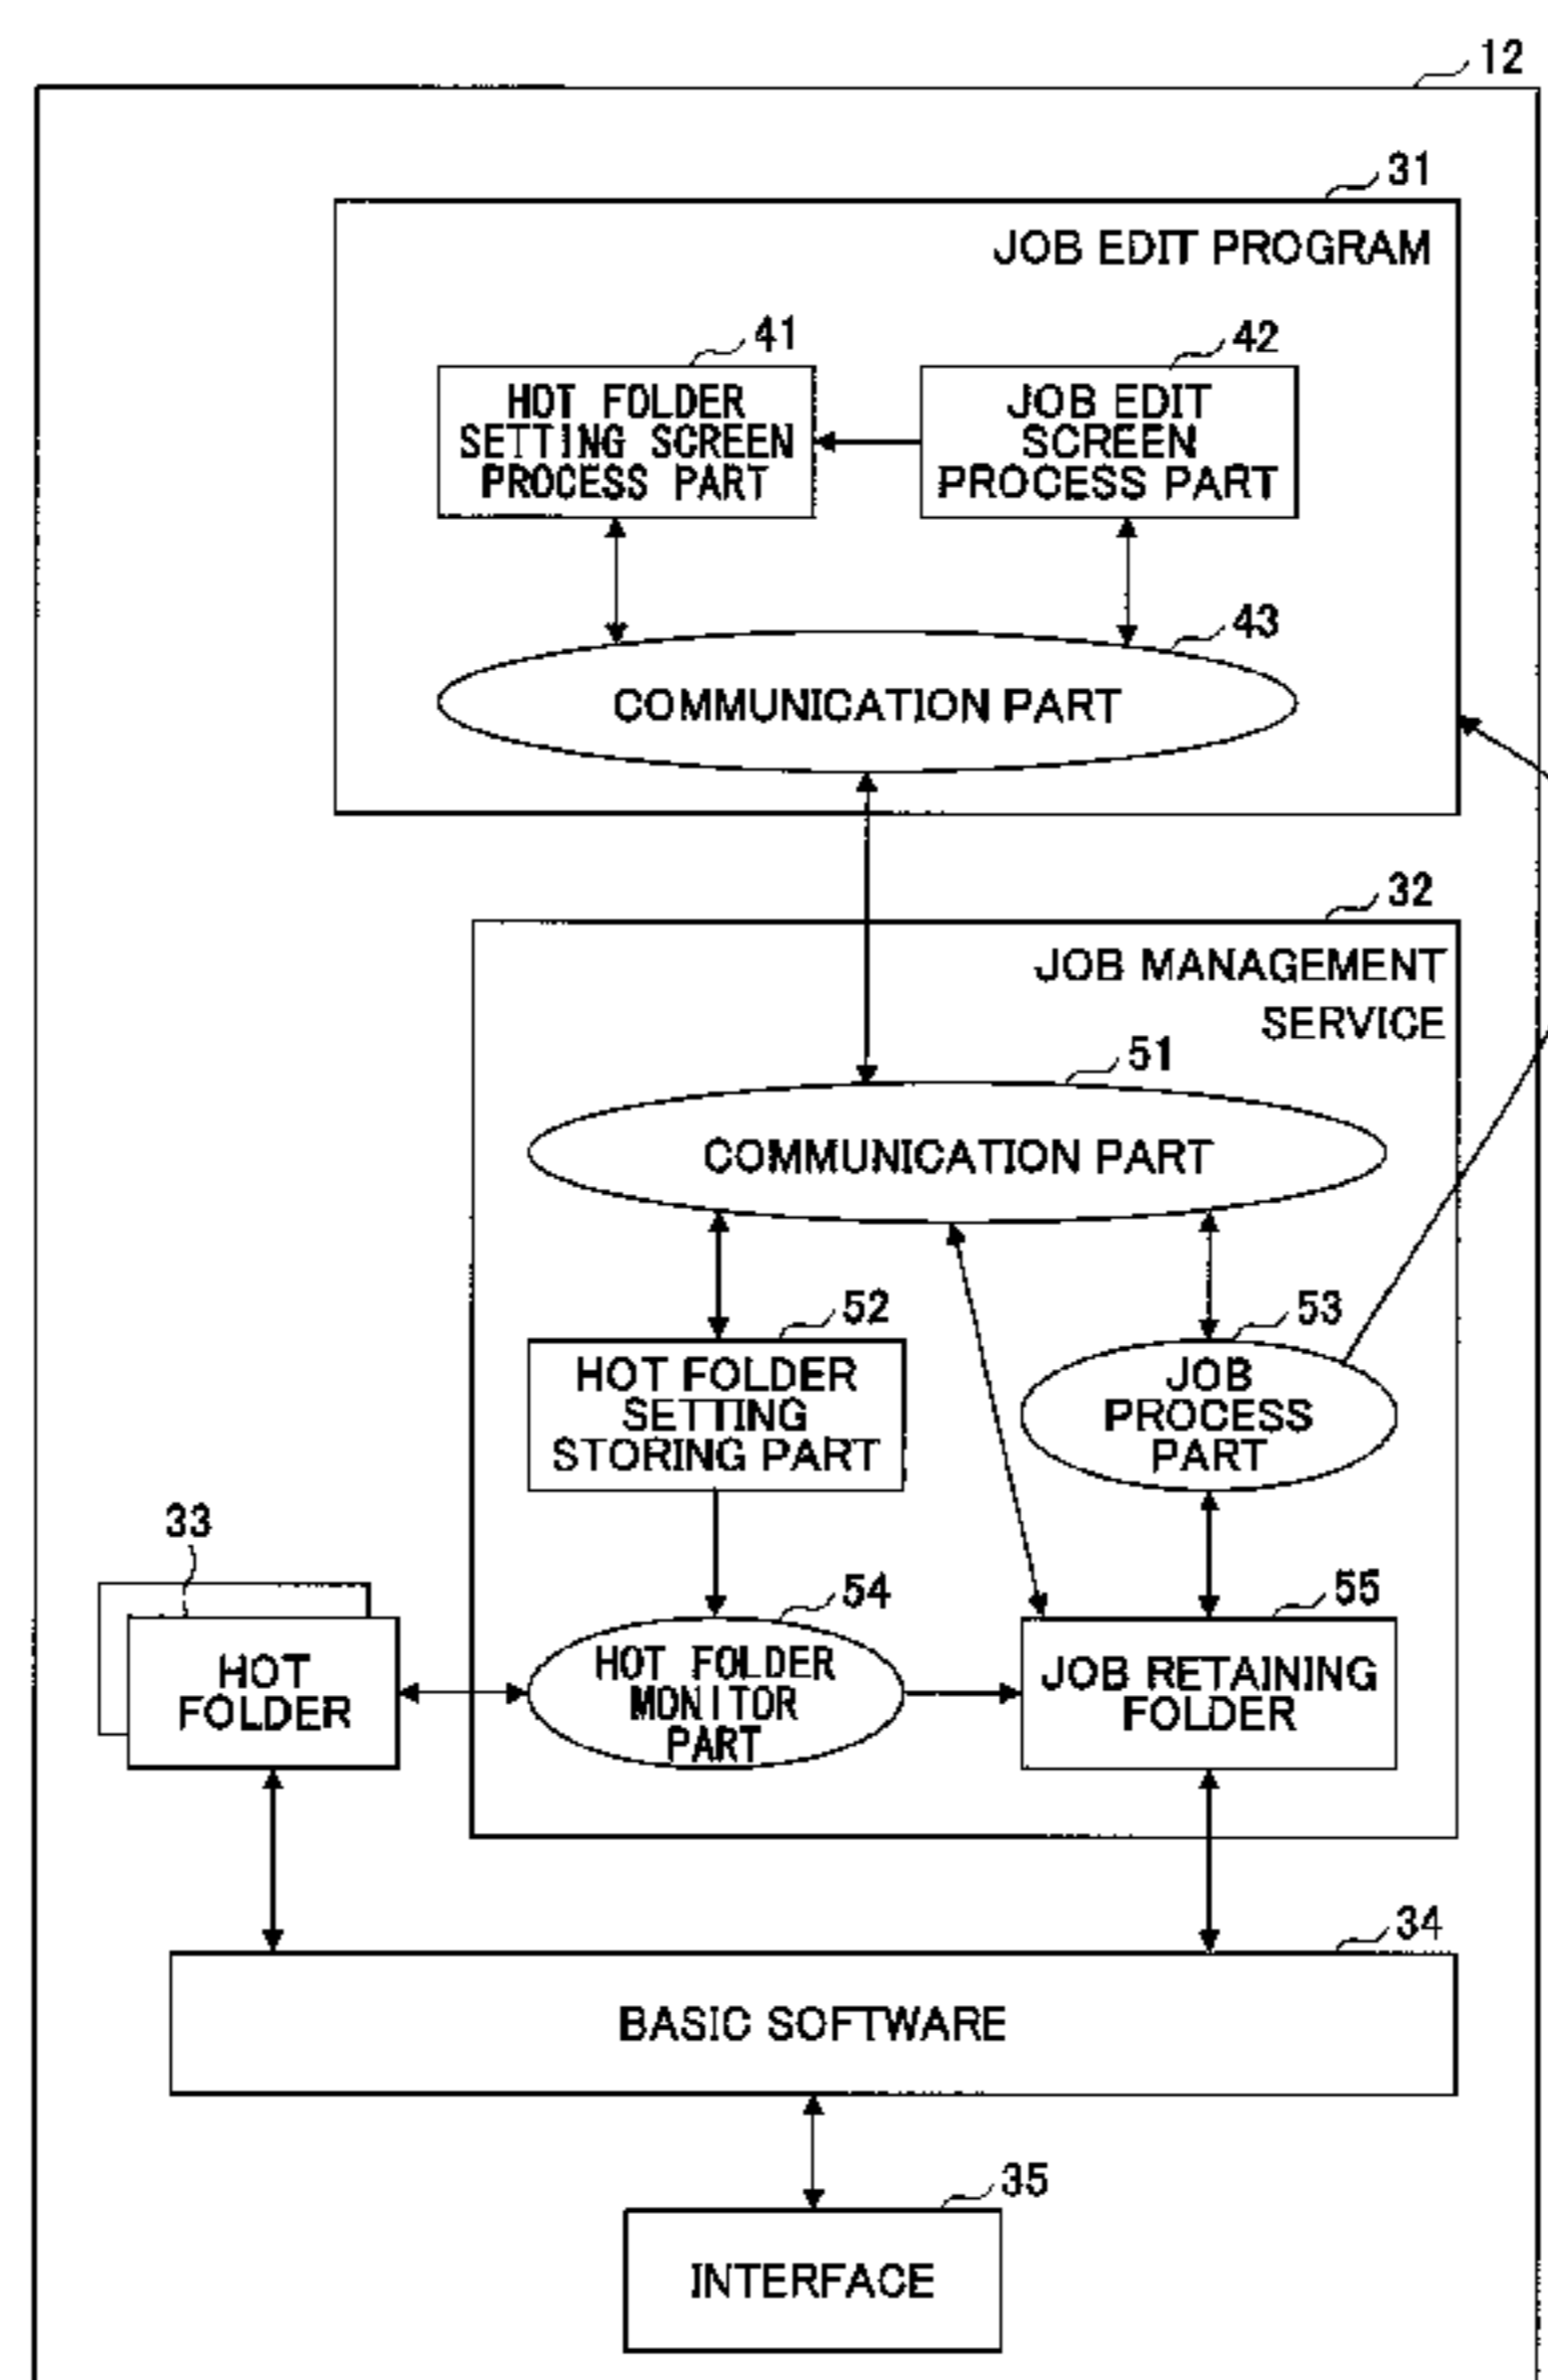 12
31
JOB EDIT PROGRAM
41
42
HOT FOLDER
SETTING SCREEN
PROCESS PART
JOB EDIT
SCREEN
PROCESS PART
43
COMMUNICATION PART
32
JOB MANAGEMENT
SERVICE
51
COMMUNICATION PART
52
53
HOT FOLDER
SETTING
STORING PART
JOB
PROCESS
PART
33
54
55
HOT
FOLDER
HOT FOLDER
MONITOR
PART
JOB RETAINING
FOLDER
34
BASIC SOFTWARE
35
INTERFACE